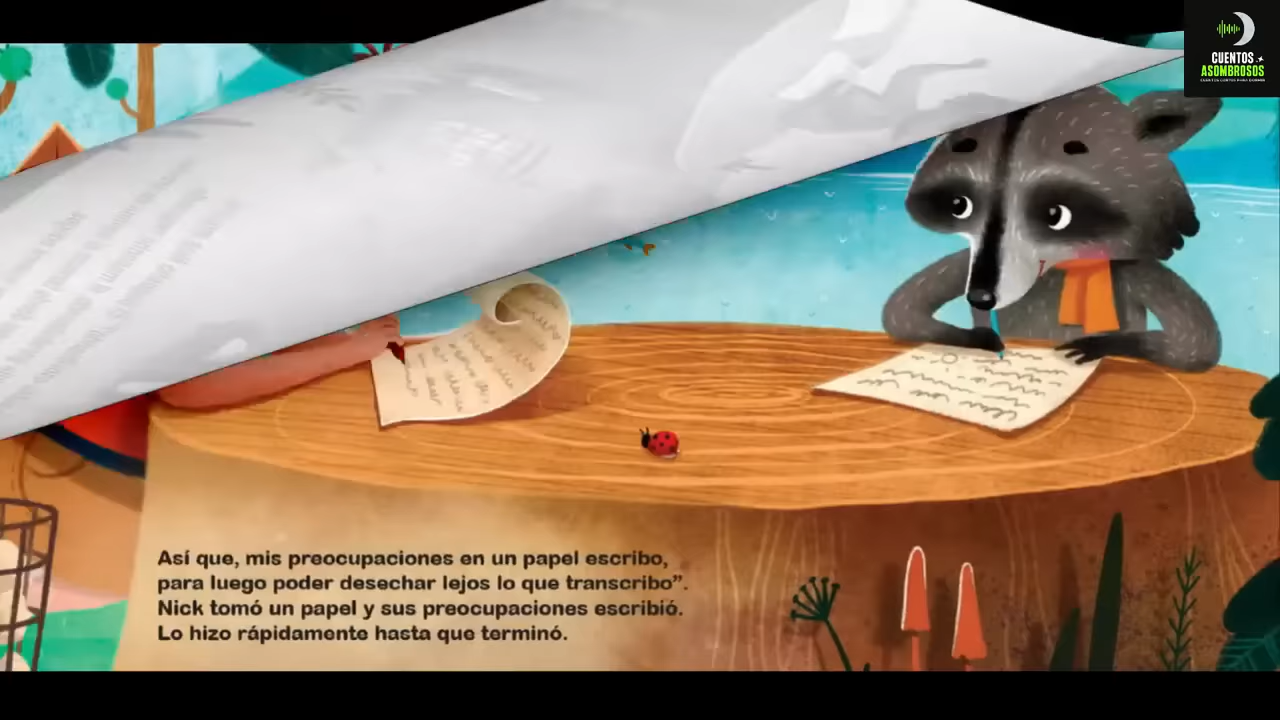 CUENTOS
ASOMBROSOS
Así que, mis preocupaciones en un papel escribo,
para luego poder desechar lejos lo que transcribo”.
Nick tomó un papel y sus preocupaciones escribió.
Lo hizo rápidamente hasta que terminó.